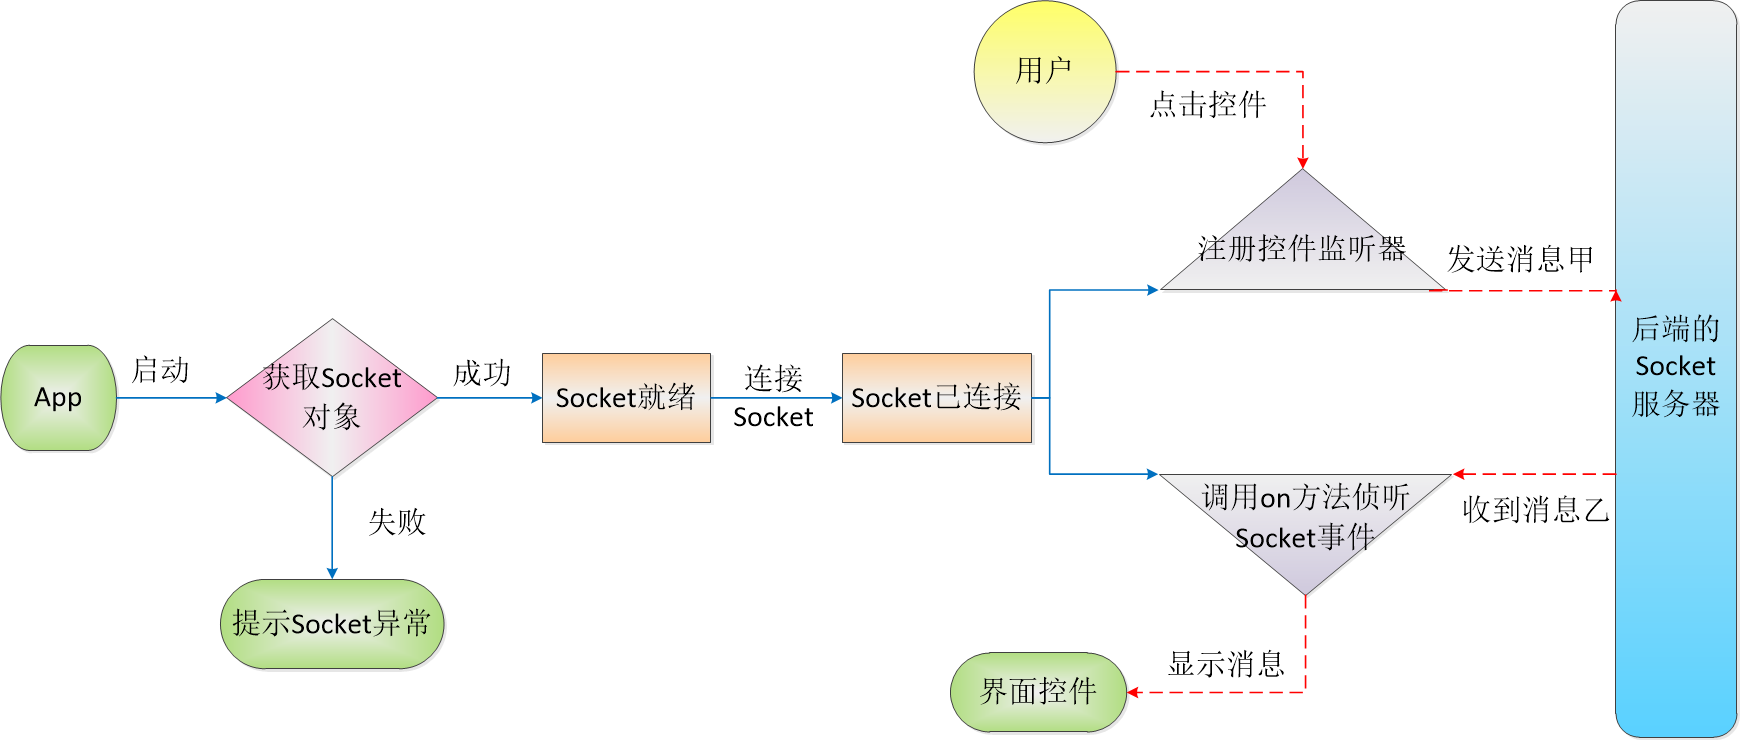 用户
点击控件
注册控件监听器
发送消息甲
后端的
Socket
服务器
App
启动
获取Socket
对象
成功
Socket就绪
连接
Socket
Socket已连接
失败
提示Socket异常
调用on方法侦听
Socket事件
收到消息乙
显示消息
界面控件